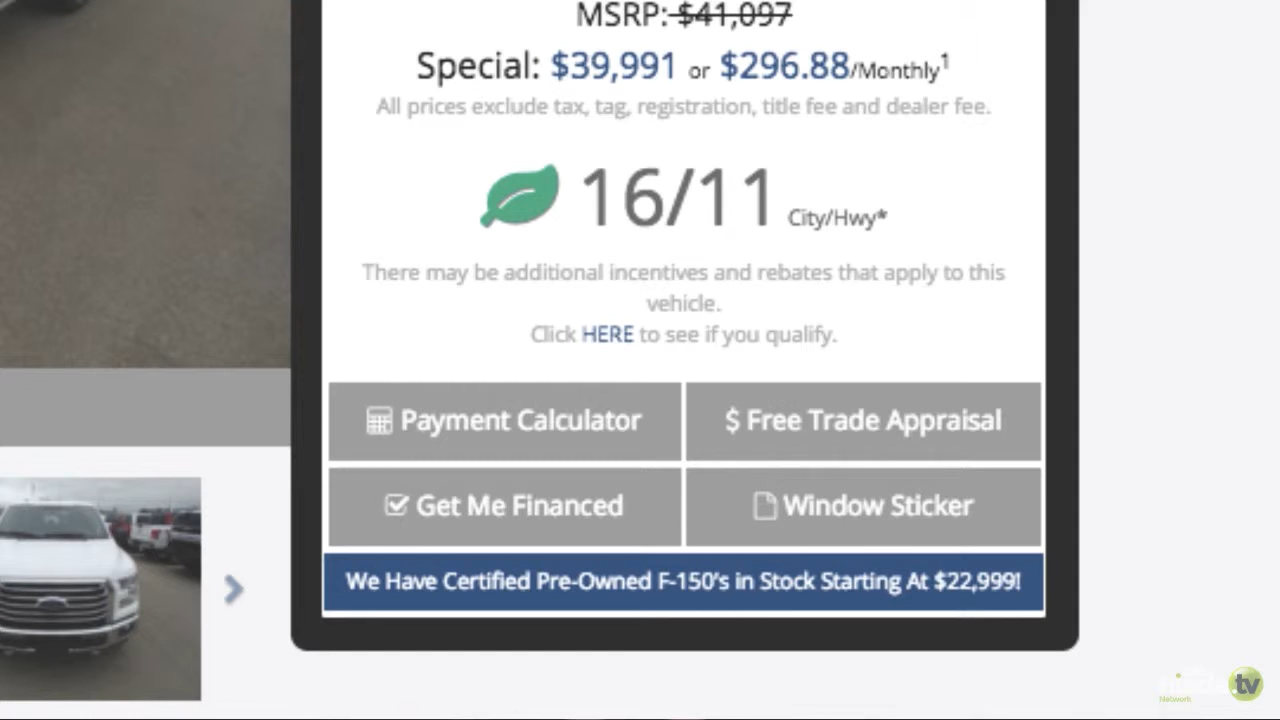 MSRP: $41,097
Special: $39,991 or $296.88/Monthly1
All prices exclude tax, tag, registration, title fee and dealer fee.
16/11 City/Hwy*
There may be additional incentives and rebates that apply to this
vehicle.
Click HERE to see if you qualify.
Payment Calculator
$ Free Trade Appraisal
Get Me Financed
Window Sticker
We Have Certified Pre-Owned F-150's in Stock Starting At $22,999!
Network
tv